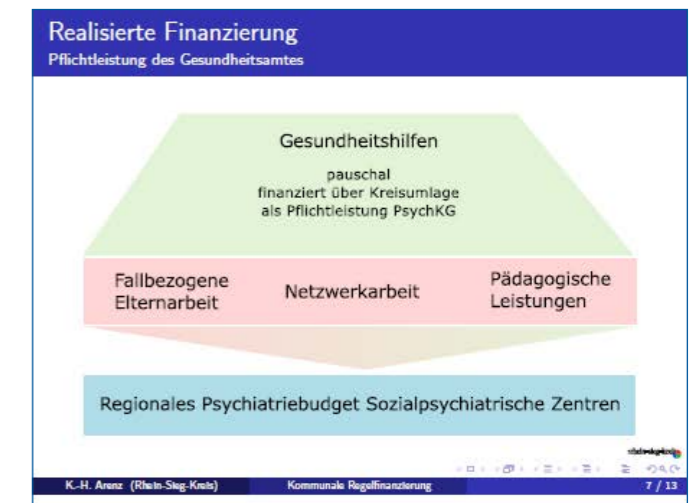 Realisierte Finanzierung
Pflichtleistung des Gesundheitsamtes
Gesundheitshilfen
pauschal
finanziert über Kreisumlage
als Pflichtleistung PsychKG
Fallbezogene
Elternarbeit
Netzwerkarbeit
Pädagogische
Leistungen
Regionales Psychiatriebudget Sozialpsychiatrische Zentren
K.-H. Arenz (Rhein-Sieg-Kreis)
Kommunale Regelfinanzierung
7 / 13